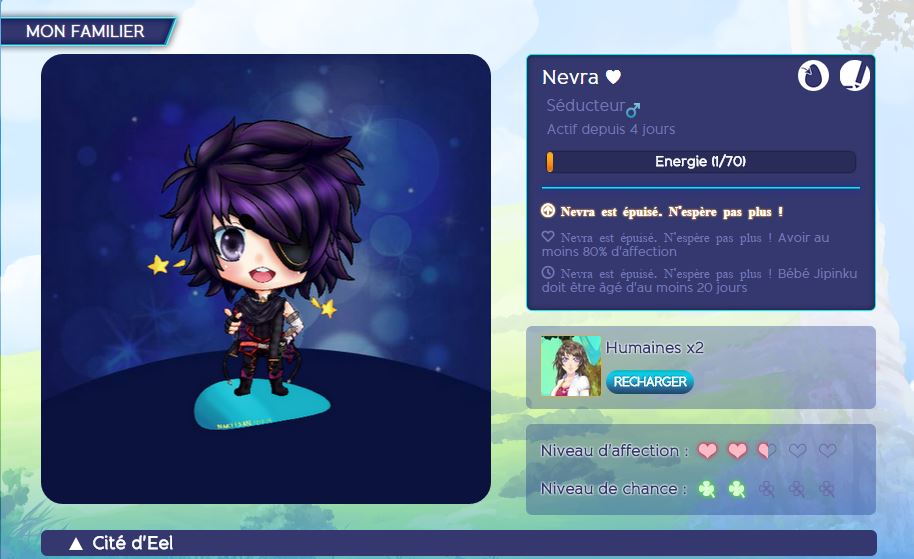 MON FAMILIER
Nevra
Séducteur
Actif depuis 4 jours
Energie (1/70)
Nevra est épuisé. N'espère pas plus !
Nevra est épuisé. N'espère pas plus ! Avoir au
moins 80% d'affection
Nevra est épuisé. N'espère pas plus ! Bébé Jipinku
doit être âgé d'au moins 20 jours
Humaines x2
RECHARGER
Niveau d'affection :
Niveau de chance :
Cité d'Eel